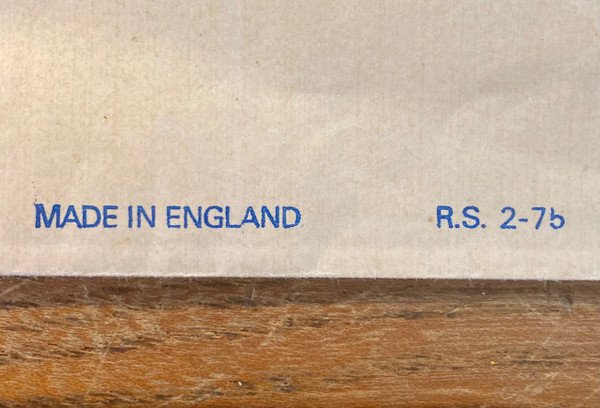 MADE IN ENGLAND R.S. 2-75